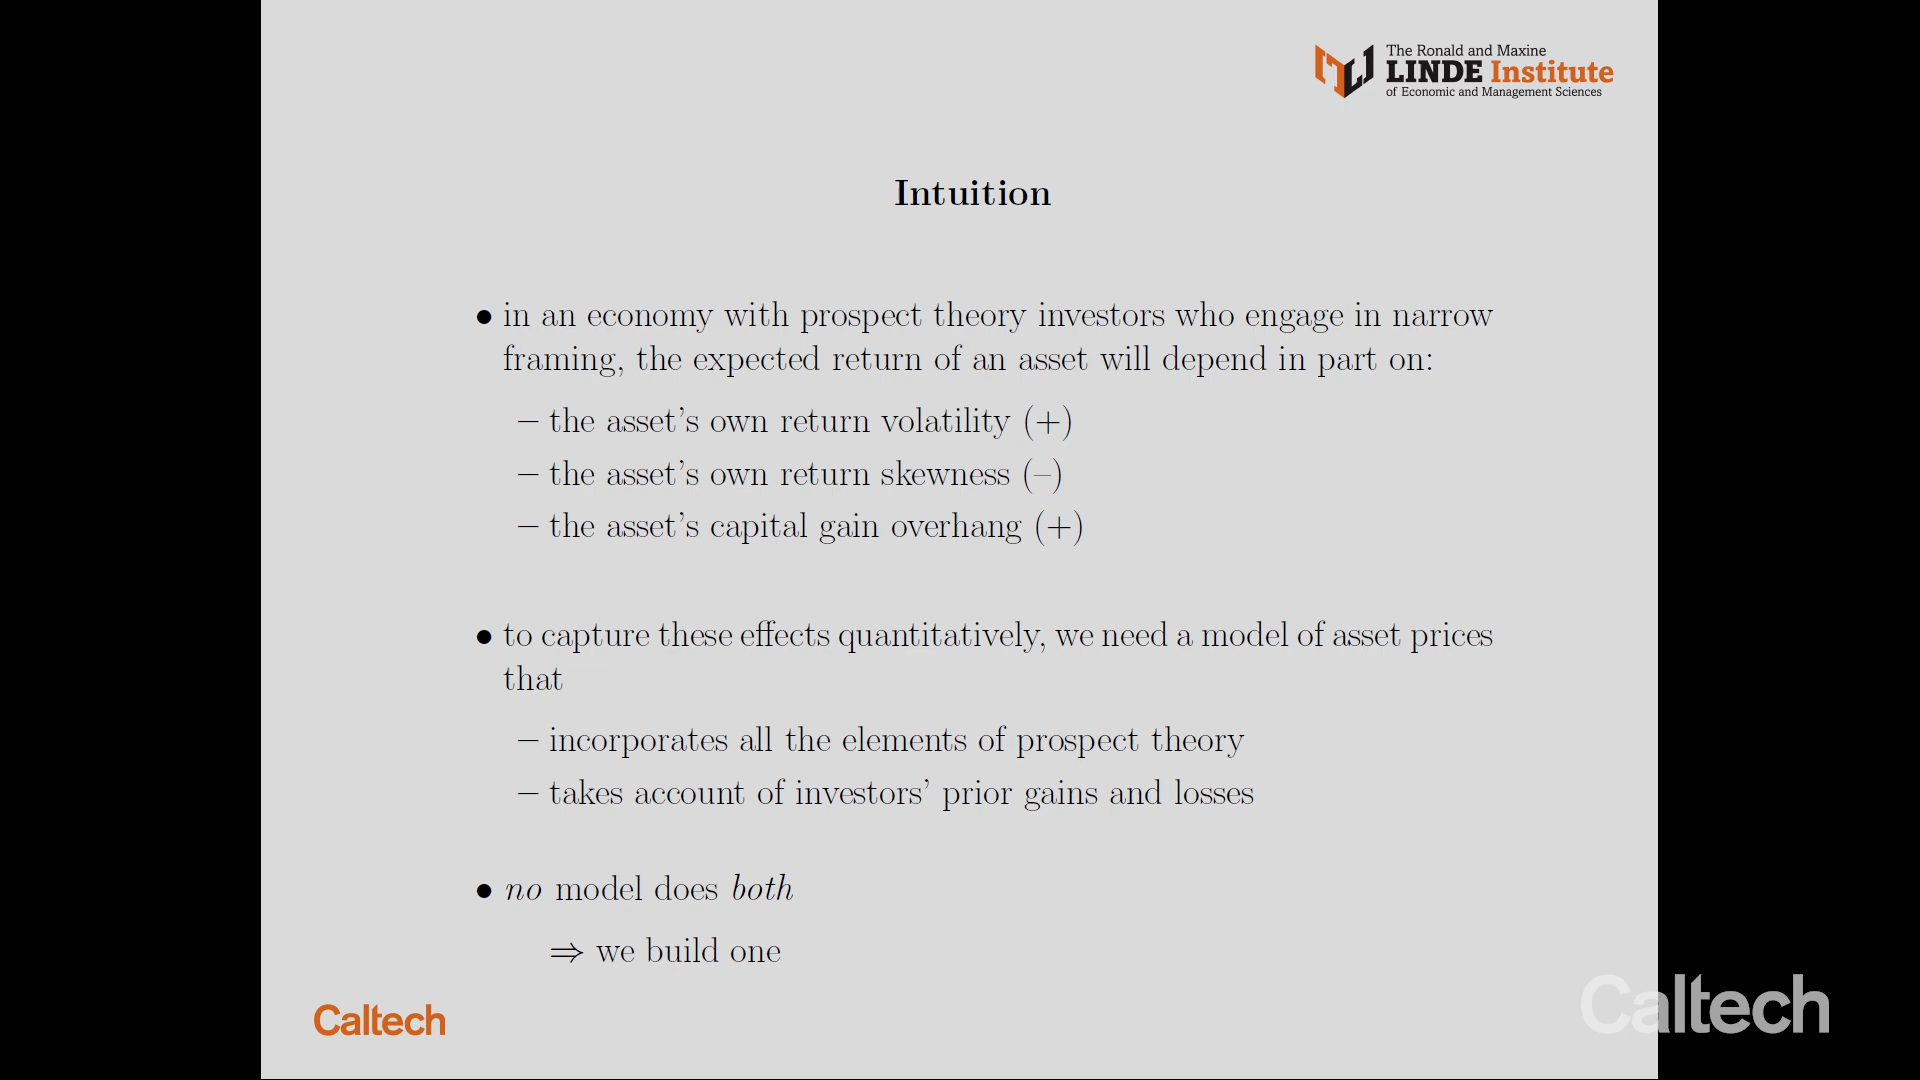 The Ronald and Maxine
LINDE Institute
of Economic and Management Sciences
Intuition
• in an economy with prospect theory investors who engage in narrow
framing, the expected return of an asset will depend in part on:
– the asset's own return volatility (+)
– the asset's own return skewness (–)
– the asset's capital gain overhang (+)
• to capture these effects quantitatively, we need a model of asset prices
that
– incorporates all the elements of prospect theory
– takes account of investors' prior gains and losses
• no model does both
⇒ we build one
Caltech
Caltech